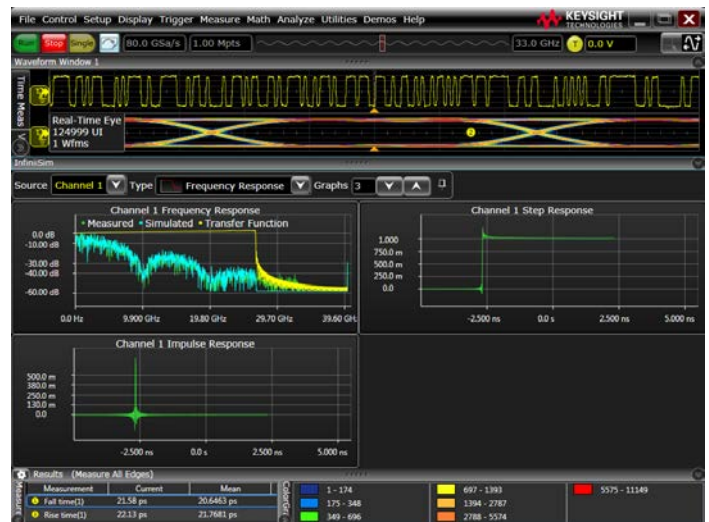 File Control Setup Display Trigger Measure Math Analyze Utilities Demos Help
KEYSIGHT
TECHNOLOGIES
Run Stop Single 80.0 GSa/s 1.00 Mpts 33.0 GHz T 0.0 V
Waveform Window 1
Time Meas
Real-Time Eye
124999 UI
1 Wfms
2
InfiniiSim
Source Channel 1 Type Frequency Response Graphs 3
Channel 1 Frequency Response
Measured Simulated Transfer Function
0.0 dB
-10.00 dB
-30.00 dB
-40.00 dB
-60.00 dB
0.0 Hz 9.900 GHz 19.80 GHz 29.70 GHz 39.60 GHz
Channel 1 Step Response
1.000
750.0 m
500.0 m
250.0 m
0.0
-2.500 ns 0.0 s 2.500 ns 5.000 ns
Channel 1 Impulse Response
500.0 m
380.0 m
250.0 m
130.0 m
0.0
-2.500 ns 0.0 s 2.500 ns 5.000 ns
Results (Measure All Edges)
Measure
Measurement Current Mean
Fall time(1) 21.58 ps 20.6463 ps
Rise time(1) 22.13 ps 21.7681 ps
ColorGr
1 - 174 697 - 1393 5575 - 11149
175 - 348 1394 - 2787
349 - 696 2788 - 5574